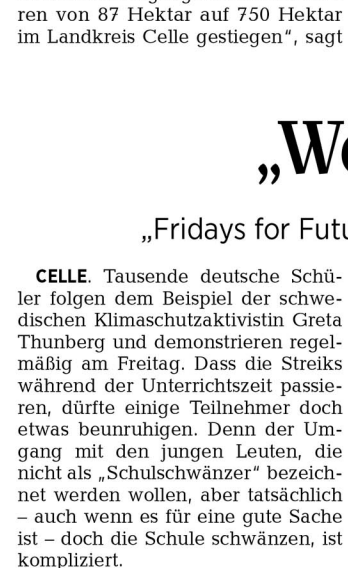 ren von 87 Hektar auf 750 Hektar
im Landkreis Celle gestiegen“, sagt
„We
„Fridays for Futu
CELLE. Tausende deutsche Schü-
ler folgen dem Beispiel der schwe-
dischen Klimaschutzaktivistin Greta
Thunberg und demonstrieren regel-
mäßig am Freitag. Dass die Streiks
während der Unterrichtszeit passie-
ren, dürfte einige Teilnehmer doch
etwas beunruhigen. Denn der Um-
gang mit den jungen Leuten, die
nicht als „Schulschwänzer“ bezeich-
net werden wollen, aber tatsächlich
– auch wenn es für eine gute Sache
ist – doch die Schule schwänzen, ist
kompliziert.